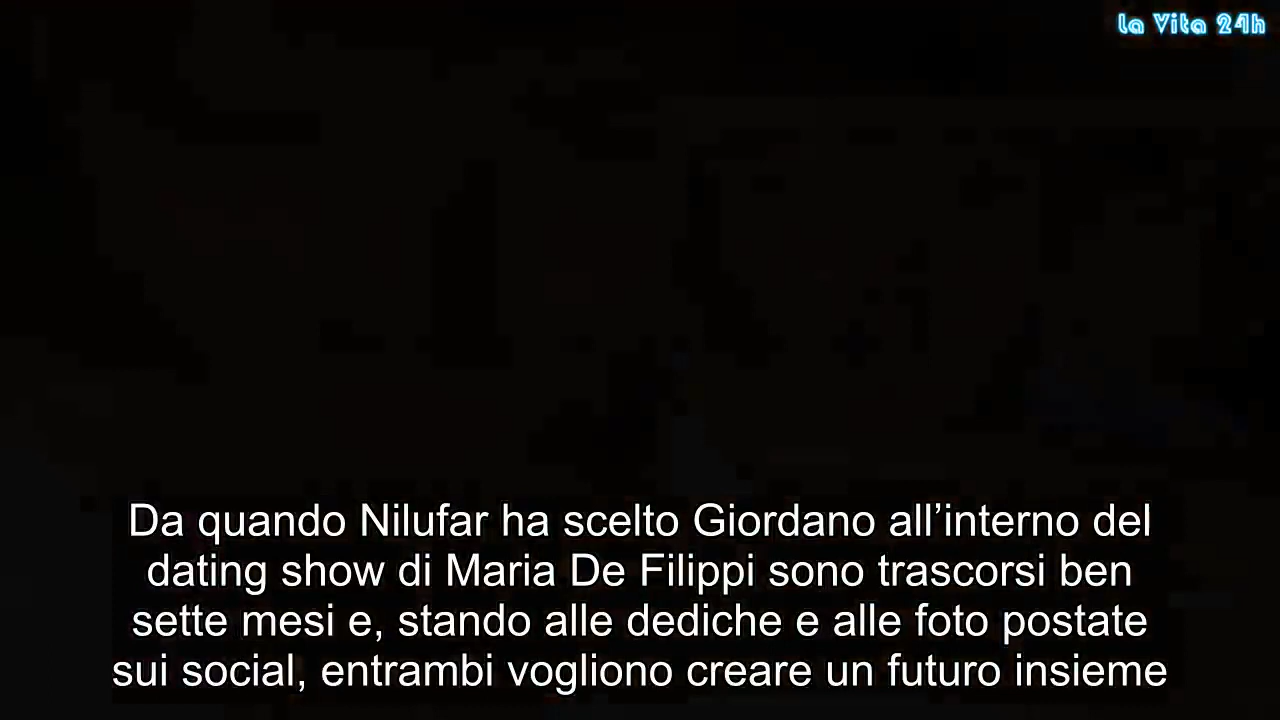 La Vita 24h
Da quando Nilufar ha scelto Giordano all’interno del
dating show di Maria De Filippi sono trascorsi ben
sette mesi e, stando alle dediche e alle foto postate
sui social, entrambi vogliono creare un futuro insieme